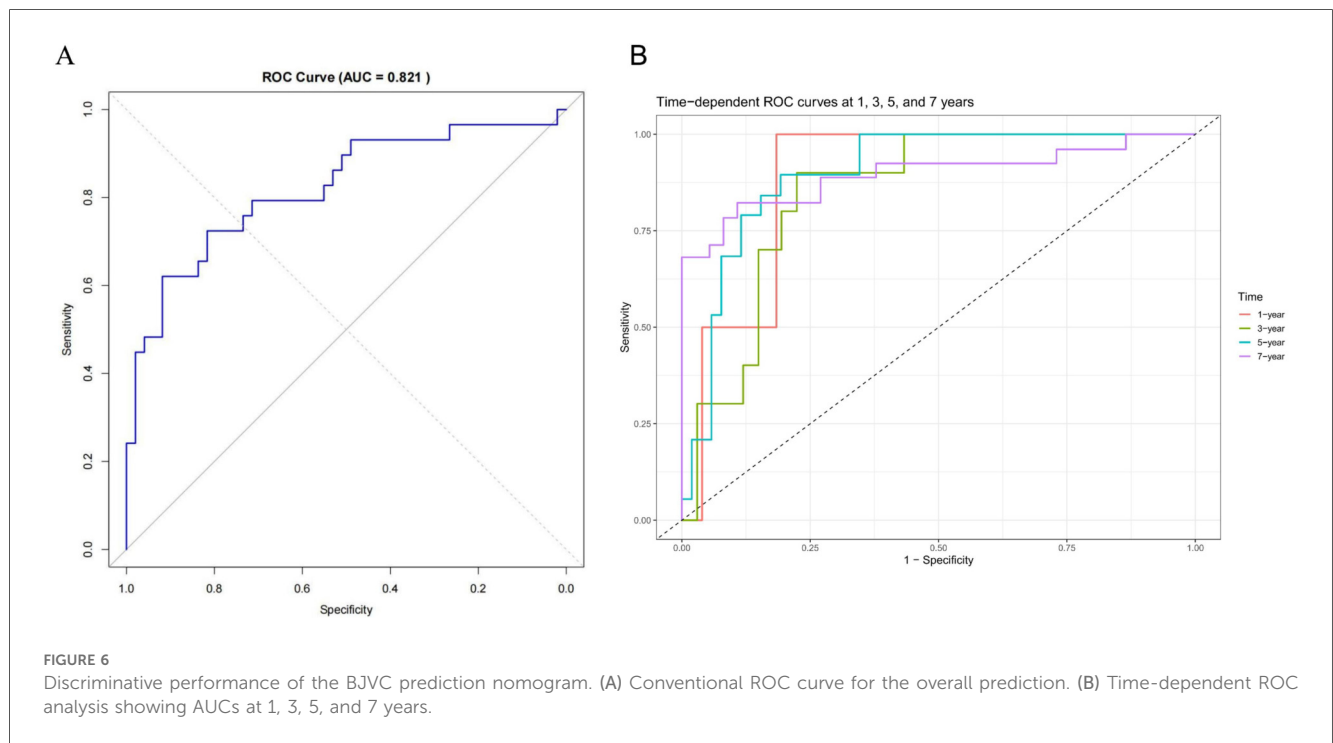 A
ROC Curve (AUC = 0.821 )
1.0
0.8
0.6
0.4
0.2
0.0
Sensitivity
1.0
0.8
0.6
0.4
0.2
0.0
Specificity
B
Time-dependent ROC curves at 1, 3, 5, and 7 years
1.00
0.75
0.50
0.25
0.00
Sensitivity
0.00
0.25
0.50
0.75
1.00
1 − Specificity
Time
1-year
3-year
5-year
7-year
FIGURE 6
Discriminative performance of the BJVC prediction nomogram. (A) Conventional ROC curve for the overall prediction. (B) Time-dependent ROC
analysis showing AUCs at 1, 3, 5, and 7 years.